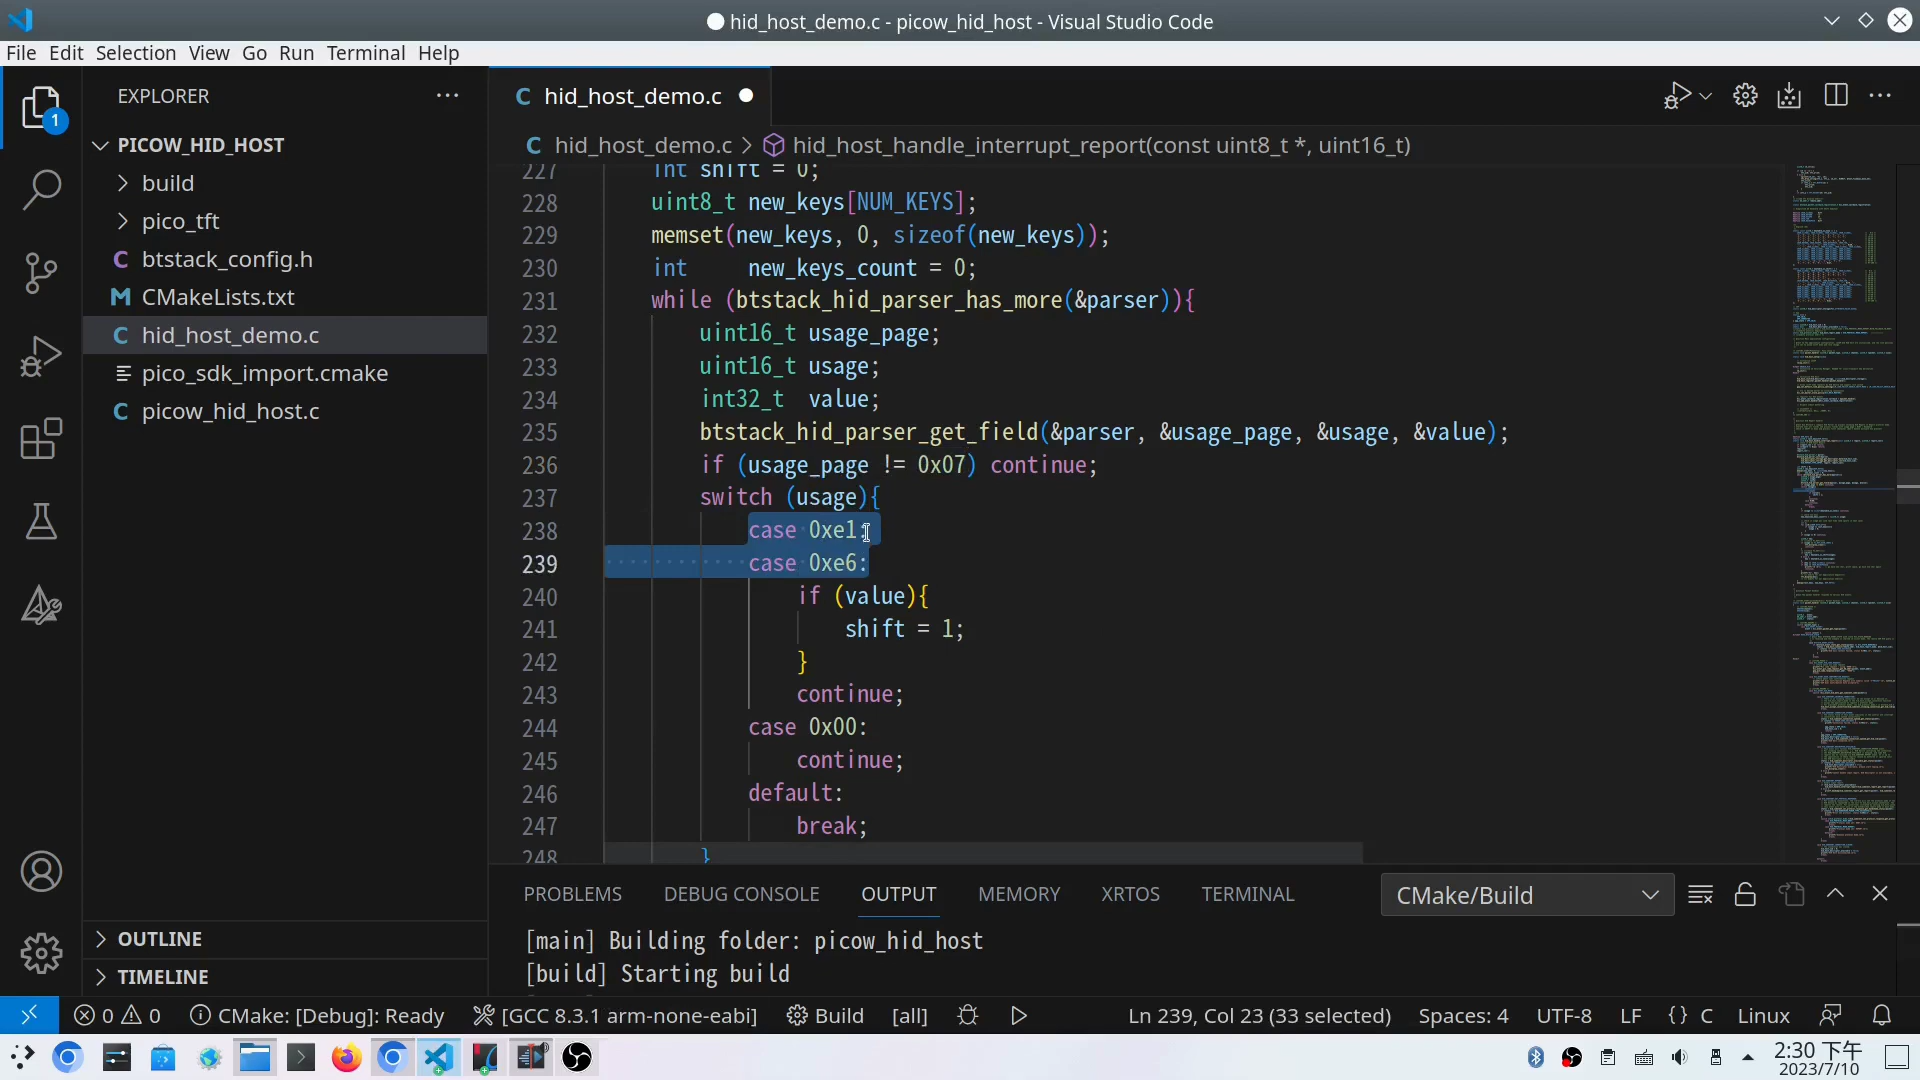 hid_host_demo.c - picow_hid_host - Visual Studio Code
File Edit Selection View Go Run Terminal Help
EXPLORER
1
PICOW_HID_HOST
build
pico_tft
C btstack_config.h
M CMakeLists.txt
C hid_host_demo.c
pico_sdk_import.cmake
C picow_hid_host.c
OUTLINE
TIMELINE
C hid_host_demo.c
C hid_host_demo.c > hid_host_handle_interrupt_report(const uint8_t *, uint16_t)
227 int shift = 0;
228 uint8_t new_keys[NUM_KEYS];
229 memset(new_keys, 0, sizeof(new_keys));
230 int     new_keys_count = 0;
231 while (btstack_hid_parser_has_more(&parser)){
232 uint16_t usage_page;
233 uint16_t usage;
234 int32_t  value;
235 btstack_hid_parser_get_field(&parser, &usage_page, &usage, &value);
236 if (usage_page != 0x07) continue;
237 switch (usage){
238 case 0xe1:
239 case 0xe6:
240 if (value){
241 shift = 1;
242 }
243 continue;
244 case 0x00:
245 continue;
246 default:
247 break;
248 }
PROBLEMS DEBUG CONSOLE OUTPUT MEMORY XRTOS TERMINAL CMake/Build
[main] Building folder: picow_hid_host
[build] Starting build
0 0 CMake: [Debug]: Ready [GCC 8.3.1 arm-none-eabi] Build [all] Ln 239, Col 23 (33 selected) Spaces: 4 UTF-8 LF {} C Linux
2:30 下午
2023/7/10